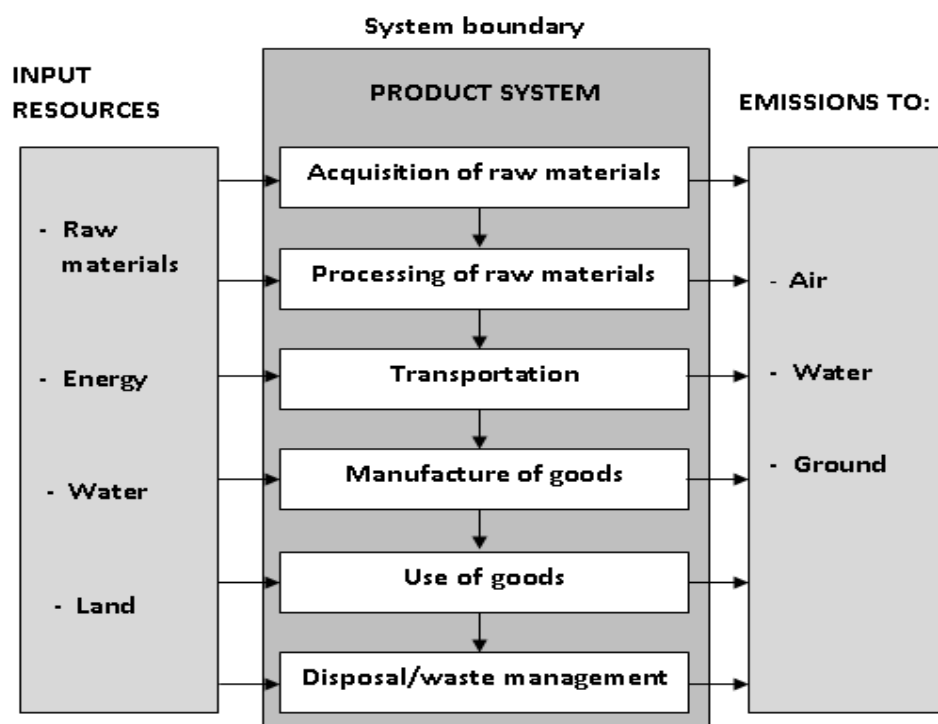 System boundary
INPUT
RESOURCES
PRODUCT SYSTEM
EMISSIONS TO:
- Raw
materials
- Energy
- Water
- Land
Acquisition of raw materials
Processing of raw materials
Transportation
Manufacture of goods
Use of goods
Disposal/waste management
- Air
- Water
- Ground